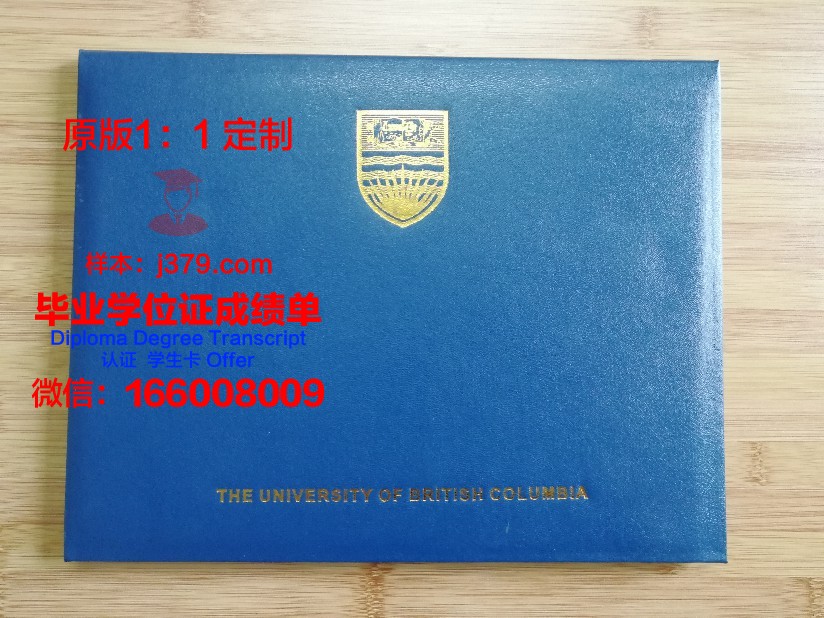 原版1：1 定制
样本：j379.com
毕业学位证成绩单
Diploma Degree Transcript
认证 学生卡 Offer
微信：166008009
THE UNIVERSITY OF BRITISH COLUMBIA